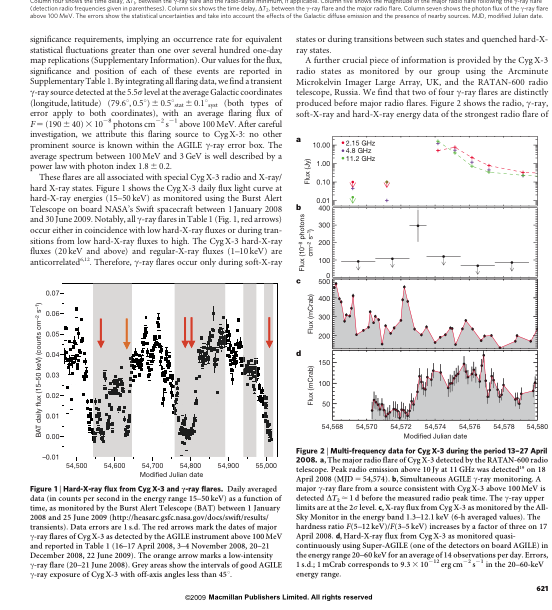 Column four shows the time delay, ΔT₁, between the γ-ray flare and the radio-state minimum, if applicable. Column five shows the magnitude of the major radio flare following the γ-ray flare
(detection radio frequencies given in parentheses). Column six shows the time delay, ΔT₂, between the γ-ray flare and the major radio flare. Column seven shows the photon flux of the γ-ray flare
above 100 MeV. The errors show the statistical uncertainties and take into account the effects of the Galactic diffuse emission and the presence of nearby sources. MJD, modified Julian date.
significance requirements, implying an occurrence rate for equivalent
statistical fluctuations greater than one over several hundred one-day
map replications (Supplementary Information). Our values for the flux,
significance and position of each of these events are reported in
Supplementary Table 1. By integrating all flaring data, we find a transient
γ-ray source detected at the 5.5σ level at the average Galactic coordinates
(longitude, latitude) (79.6°, 0.5°) ± 0.5°stat ± 0.1°syst (both types of
error apply to both coordinates), with an average flaring flux of
F = (190 ± 40) × 10⁻⁸ photons cm⁻² s⁻¹ above 100 MeV. After careful
investigation, we attribute this flaring source to Cyg X-3: no other
prominent source is known within the AGILE γ-ray error box. The
average spectrum between 100 MeV and 3 GeV is well described by a
power law with photon index 1.8 ± 0.2.
These flares are all associated with special Cyg X-3 radio and X-ray/
hard X-ray states. Figure 1 shows the Cyg X-3 daily flux light curve at
hard-X-ray energies (15–50 keV) as monitored using the Burst Alert
Telescope on board NASA's Swift spacecraft between 1 January 2008
and 30 June 2009. Notably, all γ-ray flares in Table 1 (Fig. 1, red arrows)
occur either in coincidence with low hard-X-ray fluxes or during tran-
sitions from low hard-X-ray fluxes to high. The Cyg X-3 hard-X-ray
fluxes (20 keV and above) and regular-X-ray fluxes (1–10 keV) are
anticorrelated⁶,¹². Therefore, γ-ray flares occur only during soft-X-ray
BAT daily flux (15–50 keV) (counts cm⁻² s⁻¹)
0.07
0.06
0.05
0.04
0.03
0.02
0.01
0.00
−0.01
54,500 54,600 54,700 54,800 54,900 55,000
Modified Julian date
Figure 1 | Hard-X-ray flux from Cyg X-3 and γ-ray flares. Daily averaged
data (in counts per second in the energy range 15–50 keV) as a function of
time, as monitored by the Burst Alert Telescope (BAT) between 1 January
2008 and 25 June 2009 (http://heasarc.gsfc.nasa.gov/docs/swift/results/
transients). Data errors are 1 s.d. The red arrows mark the dates of major
γ-ray flares of Cyg X-3 as detected by the AGILE instrument above 100 MeV
and reported in Table 1 (16–17 April 2008, 3–4 November 2008, 20–21
December 2008, 22 June 2009). The orange arrow marks a low-intensity
γ-ray flare (20–21 June 2008). Grey areas show the interval of good AGILE
γ-ray exposure of Cyg X-3 with off-axis angles less than 45°.
states or during transitions between such states and quenched hard-X-
ray states.
A further crucial piece of information is provided by the Cyg X-3
radio states as monitored by our group using the Arcminute
Microkelvin Imager Large Array, UK, and the RATAN-600 radio
telescope, Russia. We find that two of four γ-ray flares are distinctly
produced before major radio flares. Figure 2 shows the radio, γ-ray,
soft-X-ray and hard-X-ray energy data of the strongest radio flare of
a
2.15 GHz
4.8 GHz
11.2 GHz
Flux (Jy)
10.00
1.00
0.10
0.01
b
Flux (10⁻⁸ photons cm⁻² s⁻¹)
400
300
200
100
0
c
Flux (mCrab)
500
400
300
200
d
Flux (mCrab)
150
100
50
0
54,568 54,570 54,572 54,574 54,576 54,578 54,580
Modified Julian date
Figure 2 | Multi-frequency data for Cyg X-3 during the period 13–27 April
2008. a, The major radio flare of Cyg X-3 detected by the RATAN-600 radio
telescope. Peak radio emission above 10 Jy at 11 GHz was detected¹⁹ on 18
April 2008 (MJD = 54,574). b, Simultaneous AGILE γ-ray monitoring. A
major γ-ray flare from a source consistent with Cyg X-3 above 100 MeV is
detected ΔT₂ ≈ 1 d before the measured radio peak time. The γ-ray upper
limits are at the 2σ level. c, X-ray flux from Cyg X-3 as monitored by the All-
Sky Monitor in the energy band 1.3–12.1 keV (6-h averaged values). The
hardness ratio F(5–12 keV)/F(3–5 keV) increases by a factor of three on 17
April 2008. d, Hard-X-ray flux from Cyg X-3 as monitored quasi-
continuously using Super-AGILE (one of the detectors on board AGILE) in
the energy range 20–60 keV for an average of 14 observations per day. Errors,
1 s.d.; 1 mCrab corresponds to 9.3 × 10⁻¹² erg cm⁻² s⁻¹ in the 20–60-keV
energy range.
621
©2009 Macmillan Publishers Limited. All rights reserved